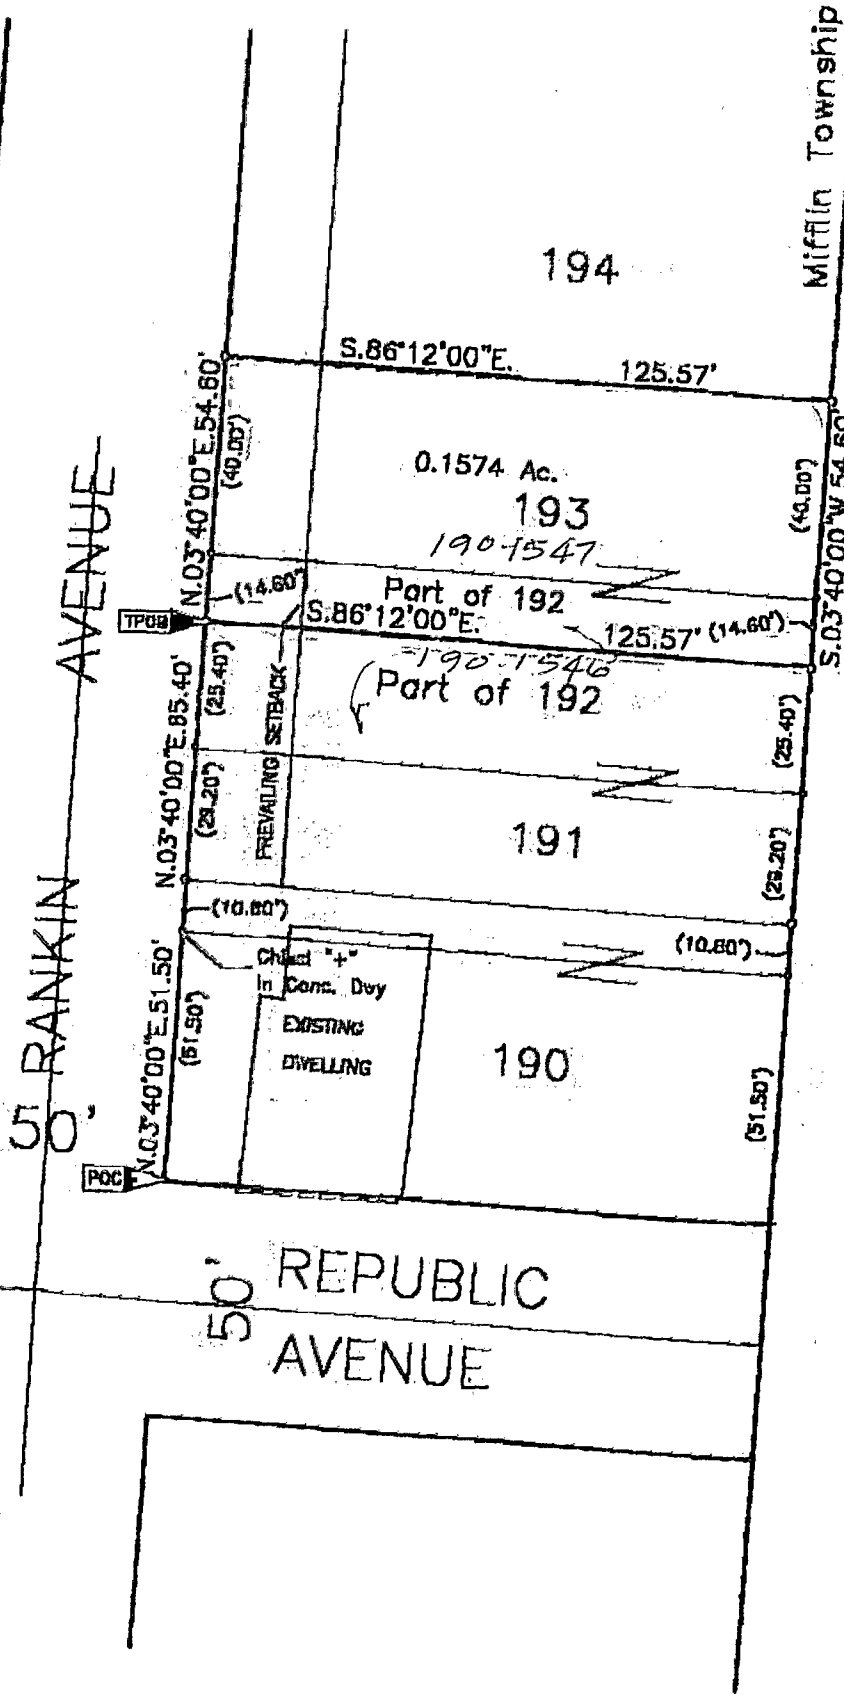 Mifflin Township
194
S.86°12'00"E. 125.57'
N.03°40'00"E.54.60'
(40.00')
0.1574 Ac.
193
(40.00')
S.03°40'00"W 54.60'
190-1547
(14.60')
Part of 192
TPOB
S.86°12'00"E. 125.57' (14.60')
190-1546
Part of 192
RANKIN AVENUE
50'
N.03°40'00"E.85.40'
(25.40')
(25.40')
PREVAILING SETBACK
(29.20')
191
(29.20')
(10.80')
(10.80')
Chisel "+"
In Conc. Dwy
EXISTING
DWELLING
190
N.03°40'00"E.51.50'
(51.50')
(51.50')
POC
50'
REPUBLIC
AVENUE